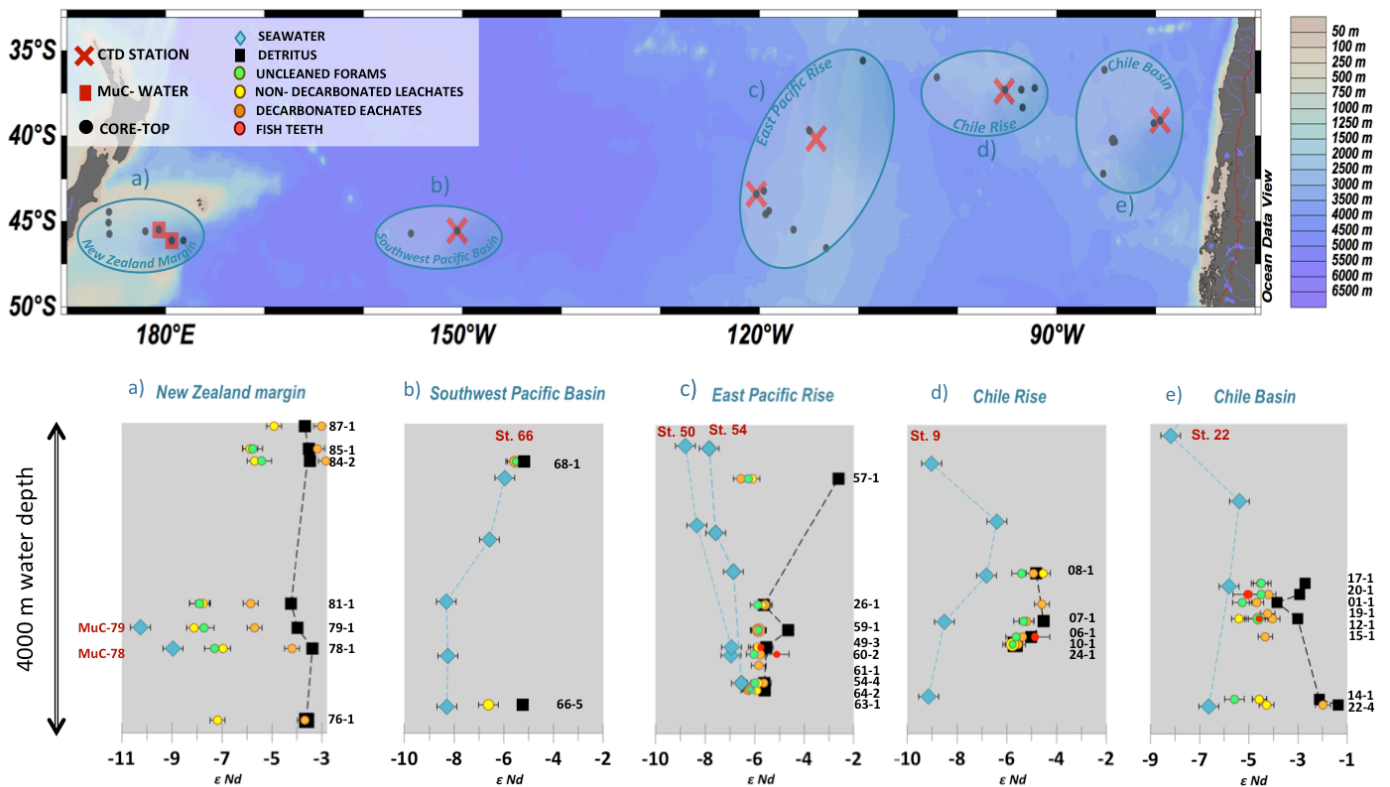 35°S
40°S
45°S
50°S
CTD STATION
MuC- WATER
CORE-TOP
SEAWATER
DETRITUS
UNCLEANED FORAMS
NON- DECARBONATED LEACHATES
DECARBONATED EACHATES
FISH TEETH
a)
New Zealand Margin
b)
Southwest Pacific Basin
c)
East Pacific Rise
d)
Chile Rise
e)
Chile Basin
180°E
150°W
120°W
90°W
Ocean Data View
50 m
100 m
250 m
500 m
750 m
1000 m
1250 m
1500 m
2000 m
2500 m
3000 m
3500 m
4000 m
4500 m
5000 m
5500 m
6000 m
6500 m
4000 m water depth
a) New Zealand margin
87-1
85-1
84-2
81-1
MuC-79
79-1
MuC-78
78-1
76-1
-11 -9 -7 -5 -3
ε Nd
b) Southwest Pacific Basin
St. 66
68-1
66-5
-10 -8 -6 -4 -2
ε Nd
c) East Pacific Rise
St. 50
St. 54
57-1
26-1
59-1
49-3
60-2
61-1
54-4
64-2
63-1
-10 -8 -6 -4 -2
ε Nd
d) Chile Rise
St. 9
08-1
07-1
06-1
10-1
24-1
-10 -8 -6 -4 -2
ε Nd
e) Chile Basin
St. 22
17-1
20-1
01-1
19-1
12-1
15-1
14-1
22-4
-9 -7 -5 -3 -1
ε Nd